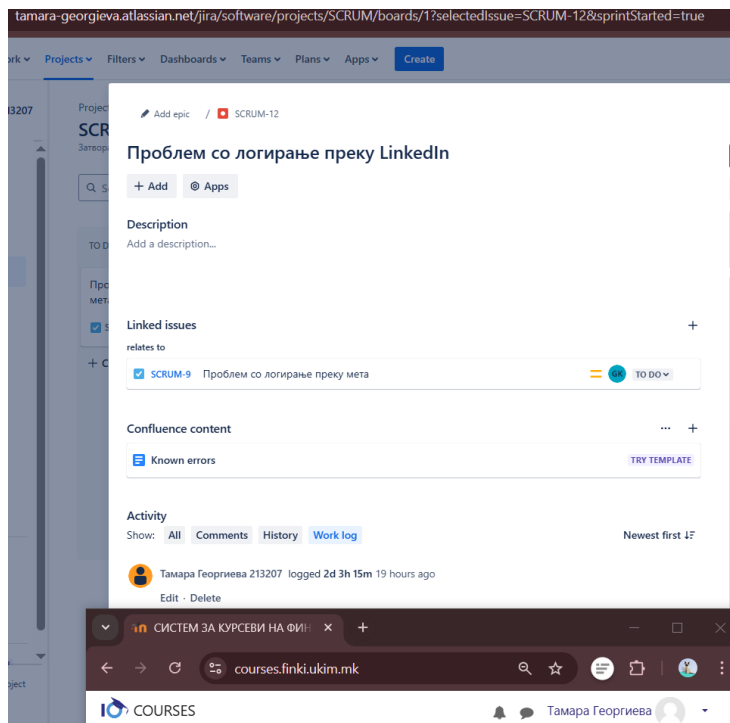 tamara-georgieva.atlassian.net/jira/software/projects/SCRUM/boards/1?selectedIssue=SCRUM-12&sprintStarted=true
Projects Filters Dashboards Teams Plans Apps Create
13207
Add epic / SCRUM-12
SCR
Проблем со логирање преку LinkedIn
+ Add Apps
Description
Add a description...
TO D
Linked issues
+
relates to
SCRUM-9 Проблем со логирање преку мета GK TO DO
+ C
Confluence content ... +
Known errors TRY TEMPLATE
Activity
Show: All Comments History Work log Newest first
Тамара Георгиева 213207 logged 2d 3h 15m 19 hours ago
Edit · Delete
СИСТЕМ ЗА КУРСЕВИ НА ФИН
courses.finki.ukim.mk
COURSES Тамара Георгиева